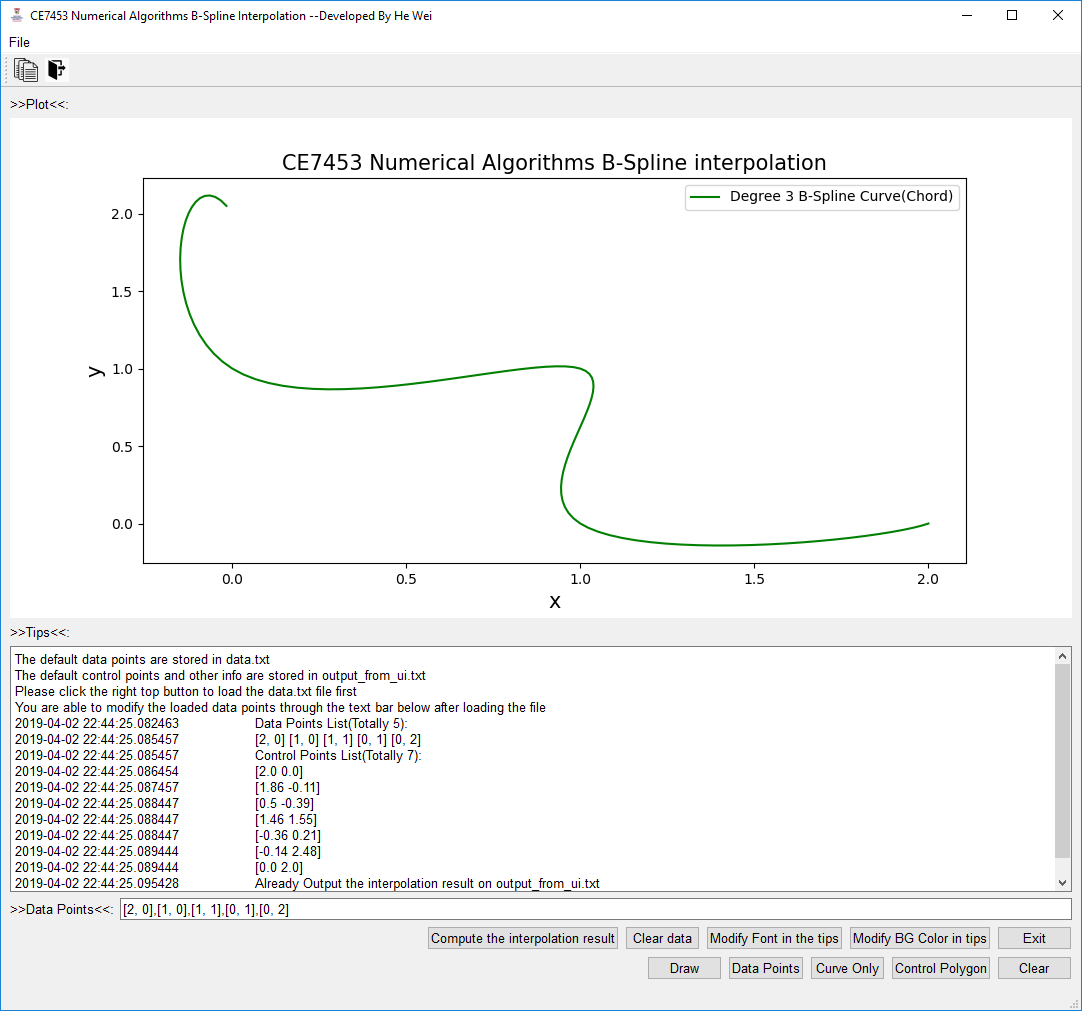 CE7453 Numerical Algorithms B-Spline Interpolation --Developed By He Wei
File
>>Plot<<:
CE7453 Numerical Algorithms B-Spline interpolation
Degree 3 B-Spline Curve(Chord)
2.0
1.5
1.0
0.5
0.0
y
0.0 0.5 1.0 1.5 2.0
x
>>Tips<<:
The default data points are stored in data.txt
The default control points and other info are stored in output_from_ui.txt
Please click the right top button to load the data.txt file first
You are able to modify the loaded data points through the text bar below after loading the file
2019-04-02 22:44:25.082463 Data Points List(Totally 5):
2019-04-02 22:44:25.085457 [2, 0] [1, 0] [1, 1] [0, 1] [0, 2]
2019-04-02 22:44:25.085457 Control Points List(Totally 7):
2019-04-02 22:44:25.086454 [2.0 0.0]
2019-04-02 22:44:25.087457 [1.86 -0.11]
2019-04-02 22:44:25.088447 [0.5 -0.39]
2019-04-02 22:44:25.088447 [1.46 1.55]
2019-04-02 22:44:25.088447 [-0.36 0.21]
2019-04-02 22:44:25.089444 [-0.14 2.48]
2019-04-02 22:44:25.089444 [0.0 2.0]
2019-04-02 22:44:25.095428 Already Output the interpolation result on output_from_ui.txt
>>Data Points<<: [2, 0],[1, 0],[1, 1],[0, 1],[0, 2]
Compute the interpolation result Clear data Modify Font in the tips Modify BG Color in tips Exit
Draw Data Points Curve Only Control Polygon Clear